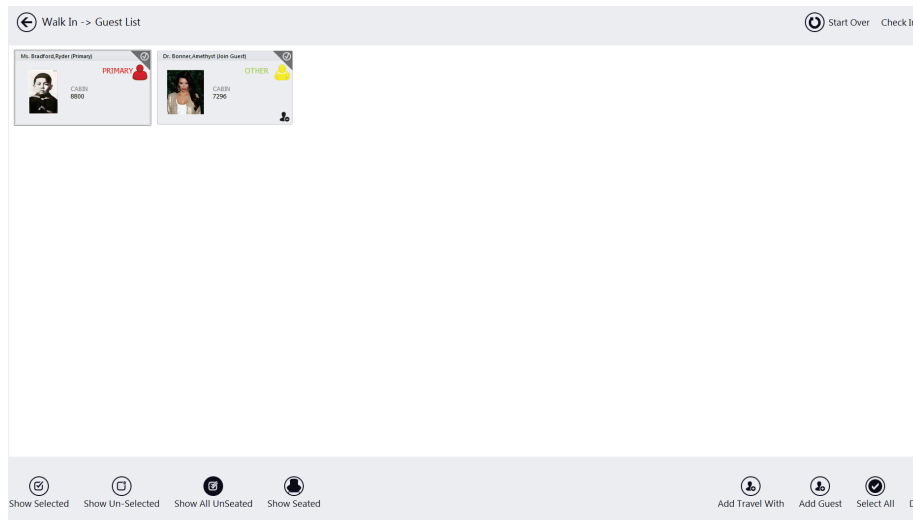 Walk In -> Guest List
Start Over Check In
Ms. Bradford,Ryder (Primary)
PRIMARY
CABIN
8800
Dr. Bonner,Amethyst (Join Guest)
OTHER
CABIN
7296
Show Selected Show Un-Selected Show All UnSeated Show Seated
Add Travel With Add Guest Select All D